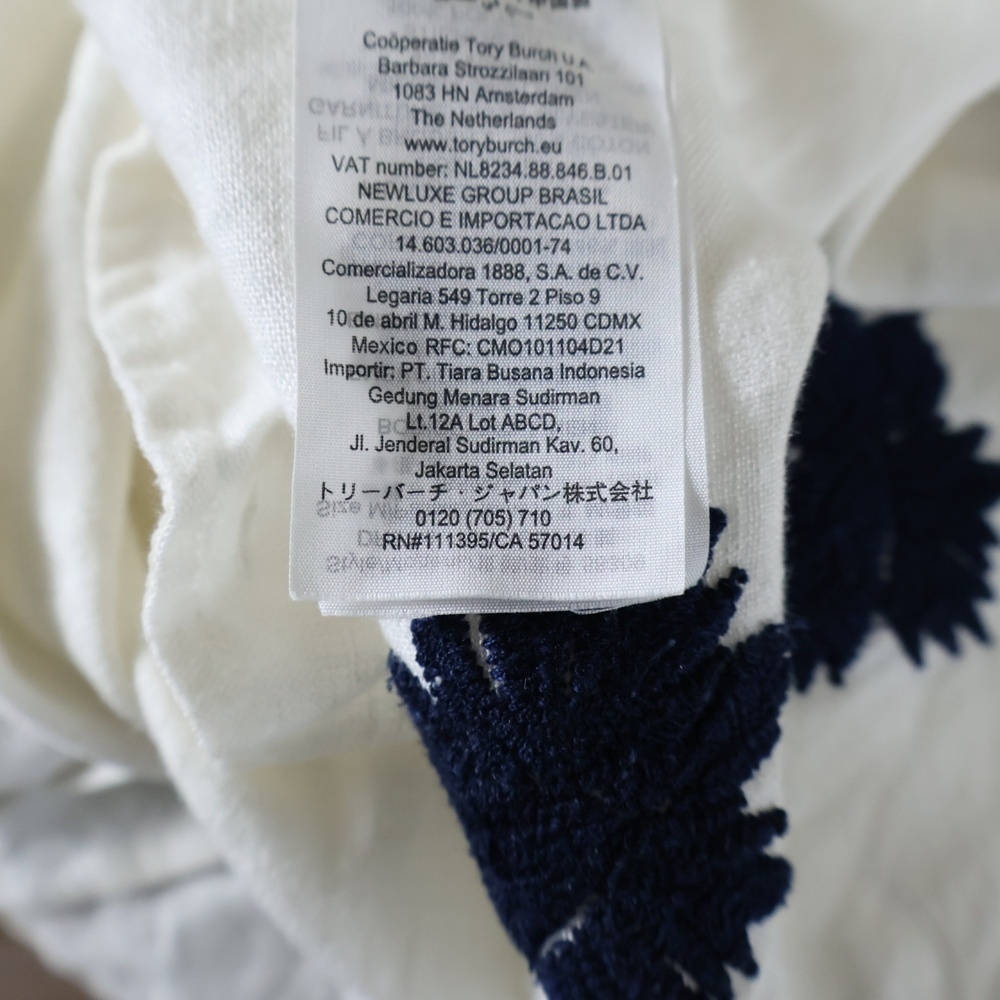 Coöperatie Tory Burch U.A.
Barbara Strozzilaan 101
1083 HN Amsterdam
The Netherlands
www.toryburch.eu
VAT number: NL8234.88.846.B.01
NEWLUXE GROUP BRASIL
COMERCIO E IMPORTACAO LTDA
14.603.036/0001-74
Comercializadora 1888, S.A. de C.V.
Legaria 549 Torre 2 Piso 9
10 de abril M. Hidalgo 11250 CDMX
Mexico RFC: CMO101104D21
Importir: PT. Tiara Busana Indonesia
Gedung Menara Sudirman
Lt.12A Lot ABCD,
Jl. Jenderal Sudirman Kav. 60,
Jakarta Selatan
トリーバーチ・ジャパン株式会社
0120 (705) 710
RN#111395/CA 57014